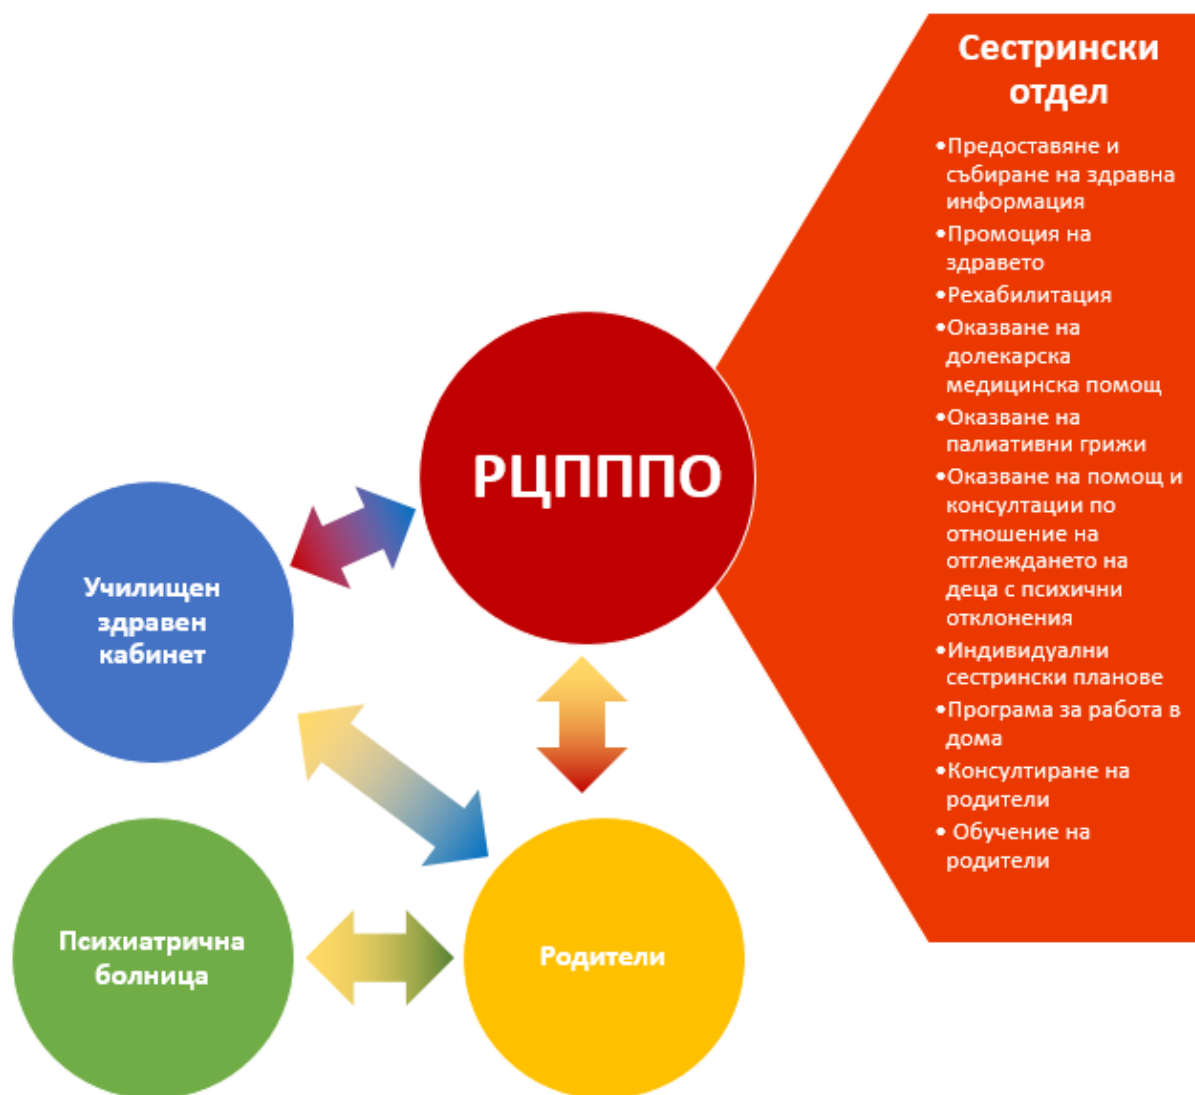 Сестрински
отдел
•Предоставяне и
събиране на здравна
информация
•Промоция на
здравето
•Рехабилитация
•Оказване на
долекарска
медицинска помощ
•Оказване на
палиативни грижи
•Оказване на помощ и
консултации по
отношение на
отглеждането на
деца с психични
отклонения
•Индивидуални
сестрински планове
•Програма за работа в
дома
•Консултиране на
родители
• Обучение на
родители
РЦПППО
Училищен
здравен
кабинет
Психиатрична
болница
Родители